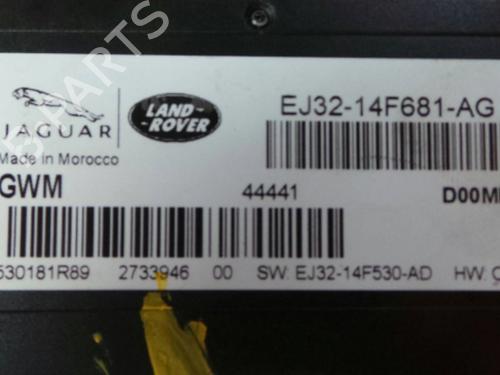 PARTS
JAGUAR
LAND-
ROVER
EJ32-14F681-AG
Made in Morocco
GWM
44441
530181R89 2733946 00 SW: EJ32-14F530-AD HW: